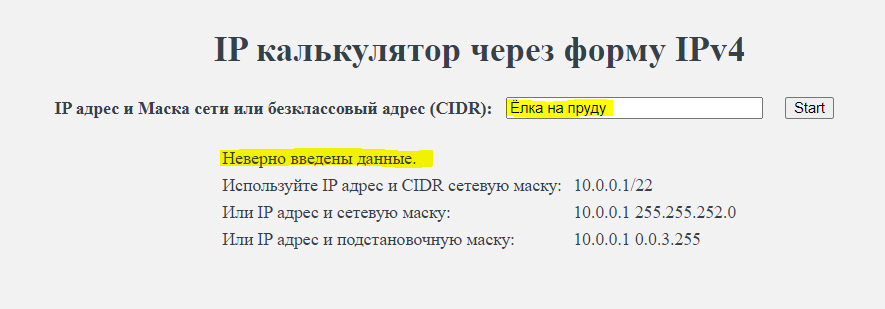 IP калькулятор через форму IPv4
IP адрес и Маска сети или безклассовый адрес (CIDR): Ёлка на пруду Start
Неверно введены данные.
Используйте IP адрес и CIDR сетевую маску: 10.0.0.1/22
Или IP адрес и сетевую маску: 10.0.0.1 255.255.252.0
Или IP адрес и подстановочную маску: 10.0.0.1 0.0.3.255